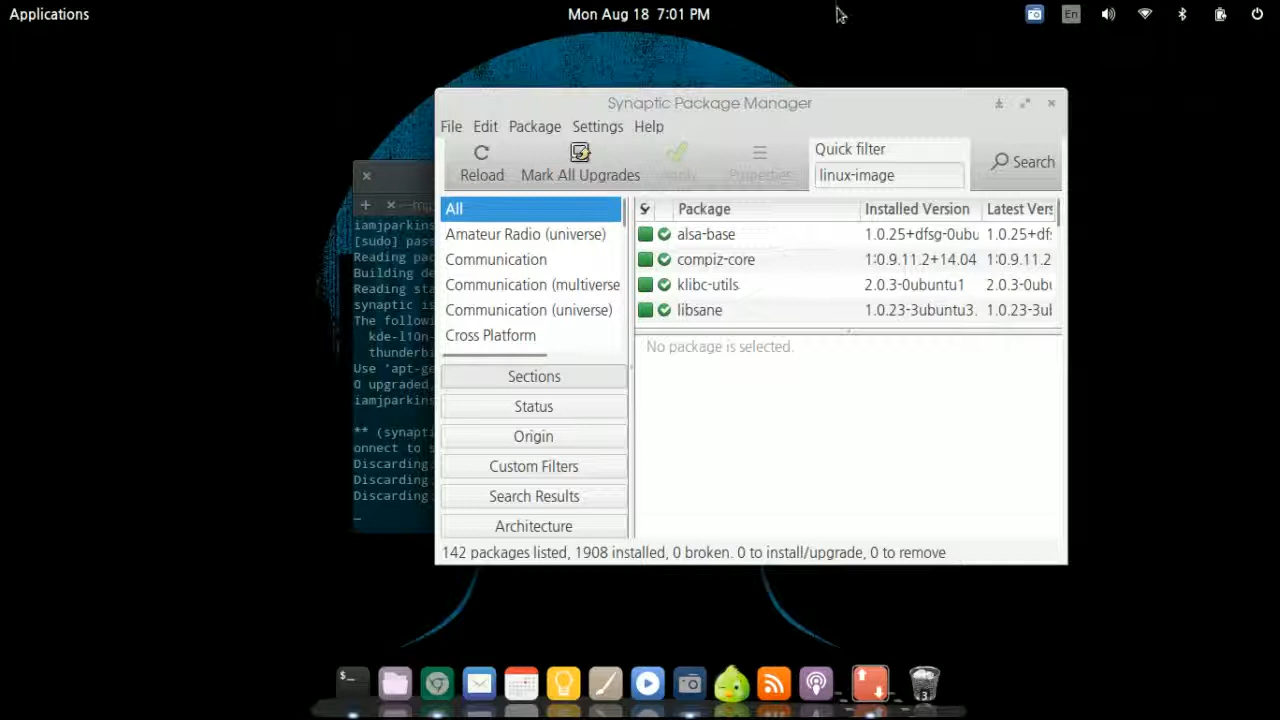 Applications
Mon Aug 18 7:01 PM
En
Synaptic Package Manager
File Edit Package Settings Help
Reload
Mark All Upgrades
Apply
Properties
Quick filter
linux-image
Search
All
Amateur Radio (universe)
Communication
Communication (multiverse
Communication (universe)
Cross Platform
Sections
Status
Origin
Custom Filters
Search Results
Architecture
Package Installed Version Latest Vers
alsa-base 1.0.25+dfsg-0ubu 1.0.25+df:
compiz-core 1:0.9.11.2+14.04 1:0.9.11.2
klibc-utils 2.0.3-0ubuntu1 2.0.3-0ubu
libsane 1.0.23-3ubuntu3. 1.0.23-3ul
No package is selected.
142 packages listed, 1908 installed, 0 broken. 0 to install/upgrade, 0 to remove
iamjparkins
[sudo] pass
Reading pac
Building de
Reading sta
synaptic is
The followi
kde-l10n-
thunderbi
Use 'apt-ge
0 upgraded,
iamjparkins
** (synapti
onnect to s
Discarding:
Discarding:
Discarding: